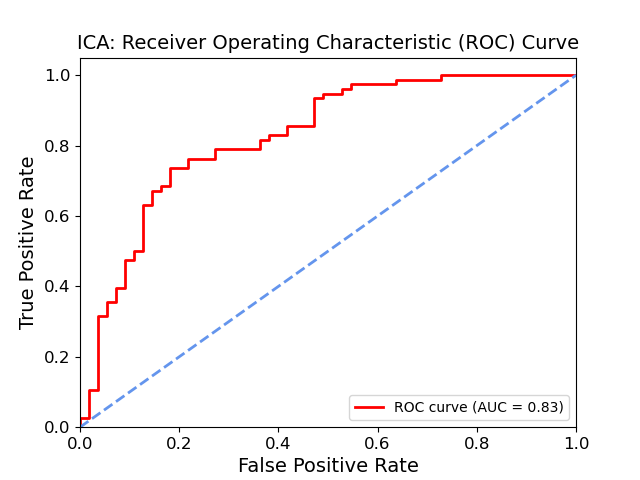 ICA: Receiver Operating Characteristic (ROC) Curve
1.0
0.8
0.6
0.4
0.2
0.0
True Positive Rate
ROC curve (AUC = 0.83)
0.0 0.2 0.4 0.6 0.8 1.0
False Positive Rate